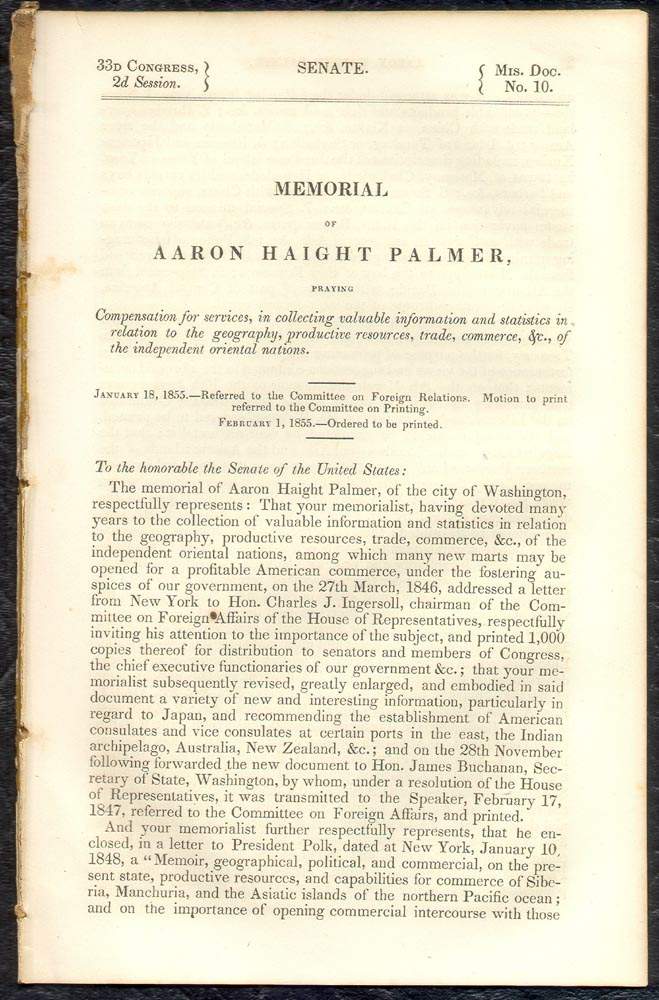 33D CONGRESS, } SENATE. { MIS. DOC.
2d Session. } { No. 10.
MEMORIAL
OF
AARON HAIGHT PALMER,
PRAYING
Compensation for services, in collecting valuable information and statistics in
relation to the geography, productive resources, trade, commerce, &c., of
the independent oriental nations.
JANUARY 18, 1855.—Referred to the Committee on Foreign Relations. Motion to print
referred to the Committee on Printing.
FEBRUARY 1, 1855.—Ordered to be printed.
To the honorable the Senate of the United States:
The memorial of Aaron Haight Palmer, of the city of Washington,
respectfully represents: That your memorialist, having devoted many
years to the collection of valuable information and statistics in relation
to the geography, productive resources, trade, commerce, &c., of the
independent oriental nations, among which many new marts may be
opened for a profitable American commerce, under the fostering au-
spices of our government, on the 27th March, 1846, addressed a letter
from New York to Hon. Charles J. Ingersoll, chairman of the Com-
mittee on Foreign Affairs of the House of Representatives, respectfully
inviting his attention to the importance of the subject, and printed 1,000
copies thereof for distribution to senators and members of Congress,
the chief executive functionaries of our government &c.; that your me-
morialist subsequently revised, greatly enlarged, and embodied in said
document a variety of new and interesting information, particularly in
regard to Japan, and recommending the establishment of American
consulates and vice consulates at certain ports in the east, the Indian
archipelago, Australia, New Zealand, &c.; and on the 28th November
following forwarded the new document to Hon. James Buchanan, Sec-
retary of State, Washington, by whom, under a resolution of the House
of Representatives, it was transmitted to the Speaker, February 17,
1847, referred to the Committee on Foreign Affairs, and printed.
And your memorialist further respectfully represents, that he en-
closed, in a letter to President Polk, dated at New York, January 10,
1848, a "Memoir, geographical, political, and commercial, on the pre-
sent state, productive resources, and capabilities for commerce of Sibe-
ria, Manchuria, and the Asiatic islands of the northern Pacific ocean;
and on the importance of opening commercial intercourse with those